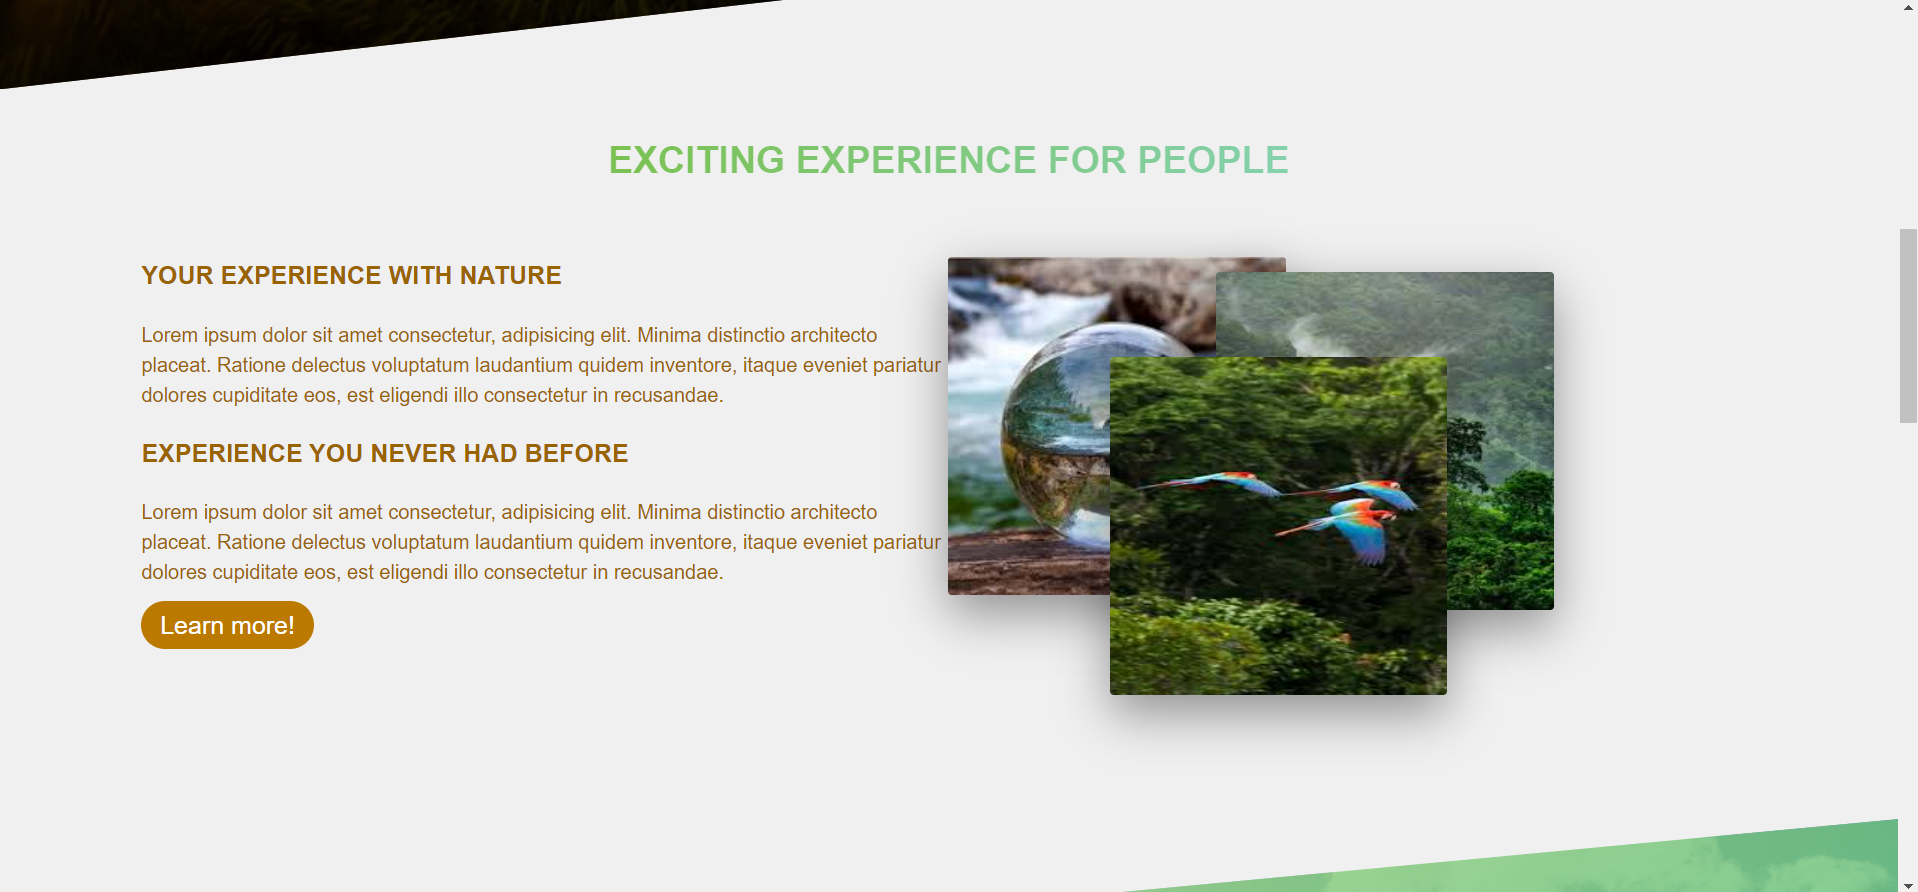 EXCITING EXPERIENCE FOR PEOPLE
YOUR EXPERIENCE WITH NATURE
Lorem ipsum dolor sit amet consectetur, adipisicing elit. Minima distinctio architecto
placeat. Ratione delectus voluptatum laudantium quidem inventore, itaque eveniet pariatur
dolores cupiditate eos, est eligendi illo consectetur in recusandae.
EXPERIENCE YOU NEVER HAD BEFORE
Lorem ipsum dolor sit amet consectetur, adipisicing elit. Minima distinctio architecto
placeat. Ratione delectus voluptatum laudantium quidem inventore, itaque eveniet pariatur
dolores cupiditate eos, est eligendi illo consectetur in recusandae.
Learn more!